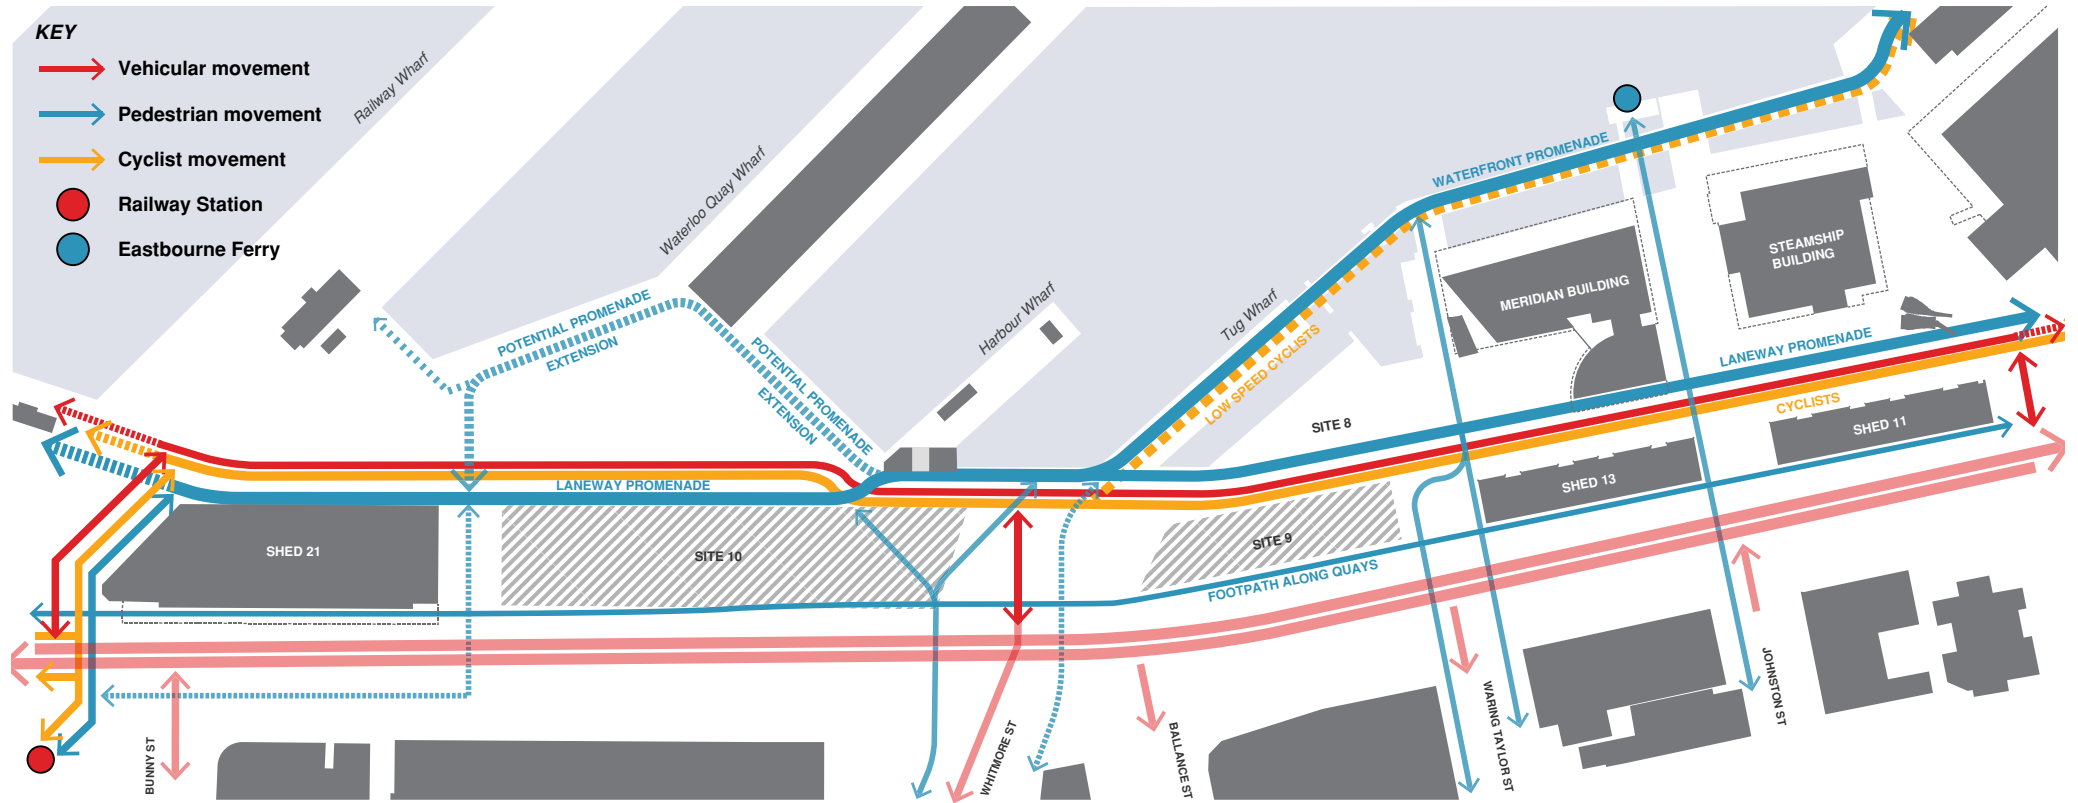 KEY
Vehicular movement
Pedestrian movement
Cyclist movement
Railway Station
Eastbourne Ferry
Railway Wharf
Waterloo Quay Wharf
Harbour Wharf
Tug Wharf
WATERFRONT PROMENADE
STEAMSHIP
BUILDING
MERIDIAN BUILDING
POTENTIAL PROMENADE
EXTENSION
POTENTIAL PROMENADE
EXTENSION
LOW SPEED CYCLISTS
LANEWAY PROMENADE
CYCLISTS
SITE 8
SHED 11
SHED 13
LANEWAY PROMENADE
SHED 21
SITE 10
SITE 9
FOOTPATH ALONG QUAYS
BUNNY ST
WHITMORE ST
BALLANCE ST
WARING TAYLOR ST
JOHNSTON ST